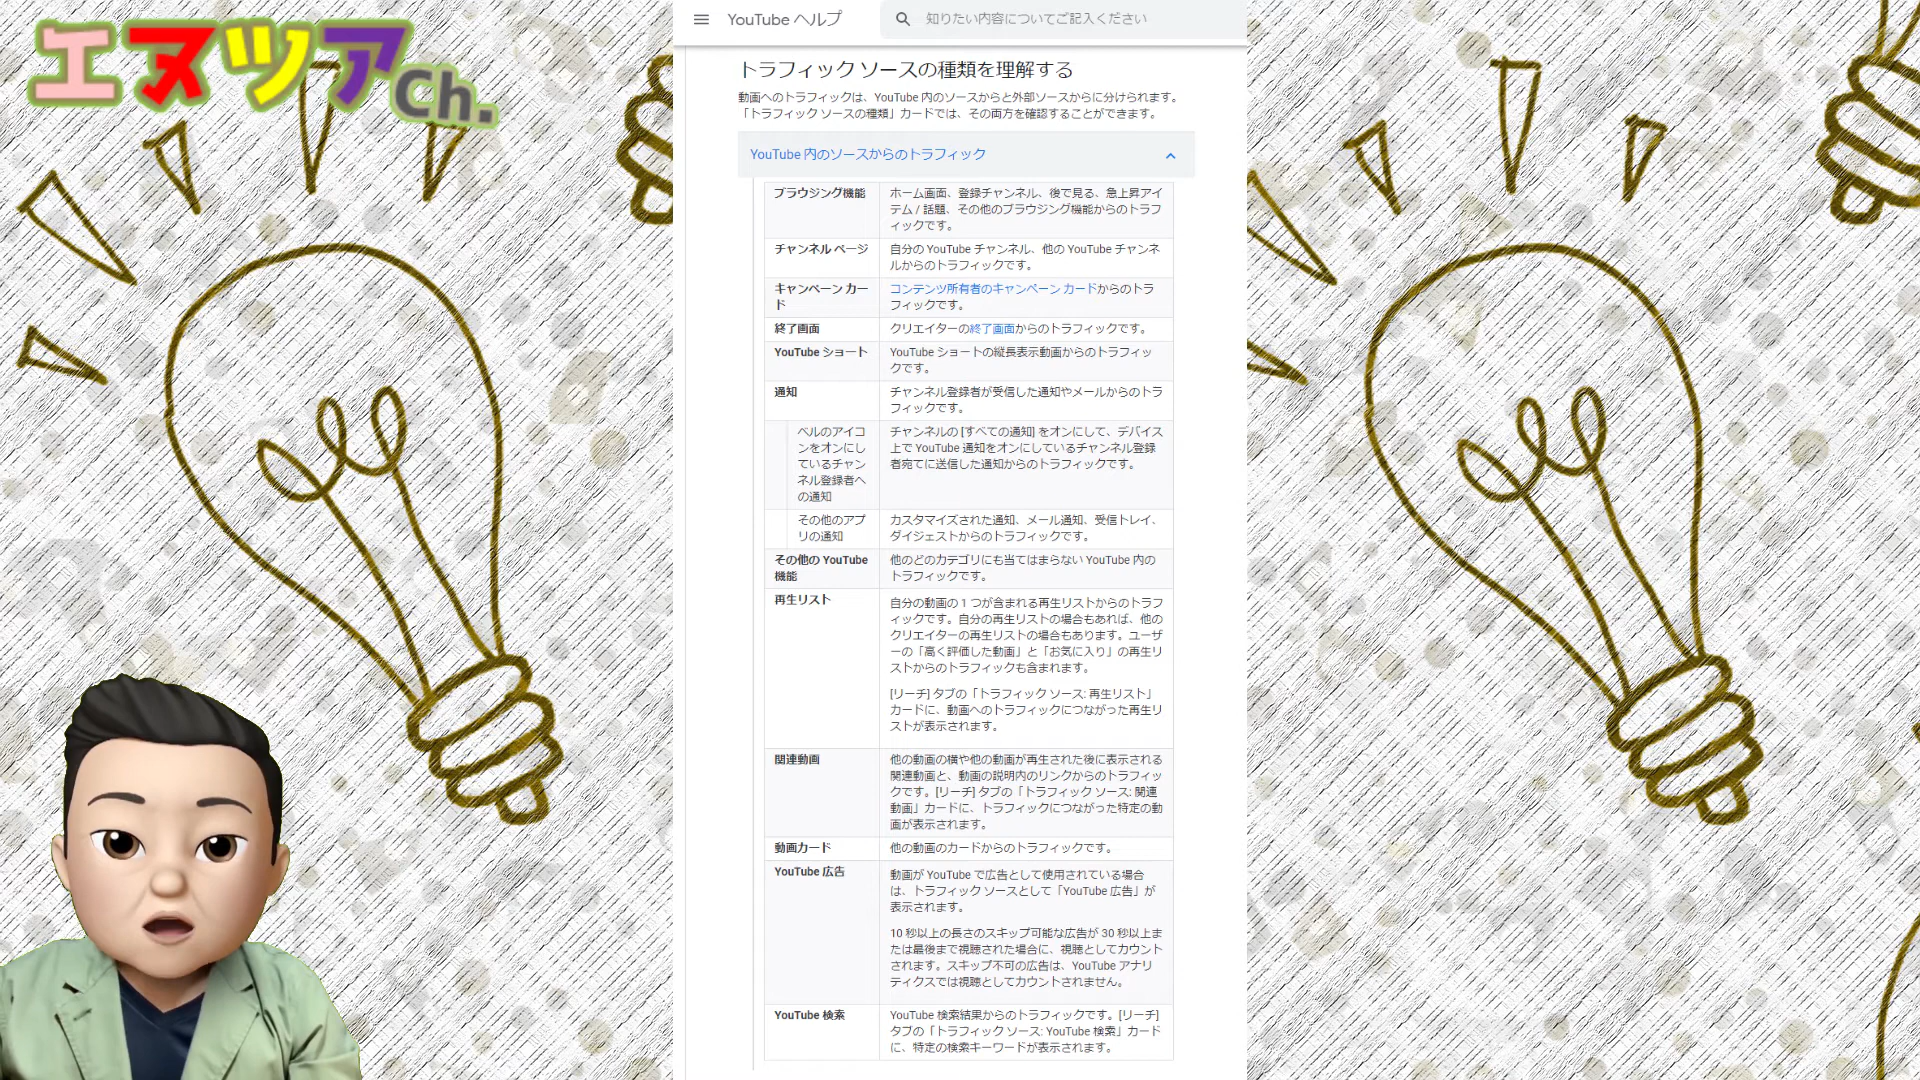 エヌツアCh.
YouTube ヘルプ
知りたい内容についてご記入ください
トラフィック ソースの種類を理解する
動画へのトラフィックは、YouTube 内のソースからと外部ソースからに分けられます。
「トラフィック ソースの種類」カードでは、その両方を確認することができます。
YouTube 内のソースからのトラフィック
ブラウジング機能
ホーム画面、登録チャンネル、後で見る、急上昇アイ
テム / 話題、その他のブラウジング機能からのトラフ
ィックです。
チャンネル ページ
自分の YouTube チャンネル、他の YouTube チャンネ
ルからのトラフィックです。
キャンペーン カー
ド
コンテンツ所有者のキャンペーン カードからのトラ
フィックです。
終了画面
クリエイターの終了画面からのトラフィックです。
YouTube ショート
YouTube ショートの縦長表示動画からのトラフィッ
クです。
通知
チャンネル登録者が受信した通知やメールからのトラ
フィックです。
ベルのアイコ
ンをオンにし
ているチャン
ネル登録者へ
の通知
チャンネルの [すべての通知] をオンにして、デバイス
上で YouTube 通知をオンにしているチャンネル登録
者宛てに送信した通知からのトラフィックです。
その他のアプ
リの通知
カスタマイズされた通知、メール通知、受信トレイ、
ダイジェストからのトラフィックです。
その他の YouTube
機能
他のどのカテゴリにも当てはまらない YouTube 内の
トラフィックです。
再生リスト
自分の動画の 1 つが含まれる再生リストからのトラフ
ィックです。自分の再生リストの場合もあれば、他の
クリエイターの再生リストの場合もあります。ユーザ
ーの「高く評価した動画」と「お気に入り」の再生リ
ストからのトラフィックも含まれます。
[リーチ] タブの「トラフィック ソース: 再生リスト」
カードに、動画へのトラフィックにつながった再生リ
ストが表示されます。
関連動画
他の動画の横や他の動画が再生された後に表示される
関連動画と、動画の説明内のリンクからのトラフィッ
クです。[リーチ] タブの「トラフィック ソース: 関連
動画」カードに、トラフィックにつながった特定の動
画が表示されます。
動画カード
他の動画のカードからのトラフィックです。
YouTube 広告
動画が YouTube で広告として使用されている場合
は、トラフィック ソースとして「YouTube 広告」が
表示されます。
10 秒以上の長さのスキップ可能な広告が 30 秒以上ま
たは最後まで視聴された場合に、視聴としてカウント
されます。スキップ不可の広告は、YouTube アナリ
ティクスでは視聴としてカウントされません。
YouTube 検索
YouTube 検索結果からのトラフィックです。[リーチ]
タブの「トラフィック ソース: YouTube 検索」カード
に、特定の検索キーワードが表示されます。